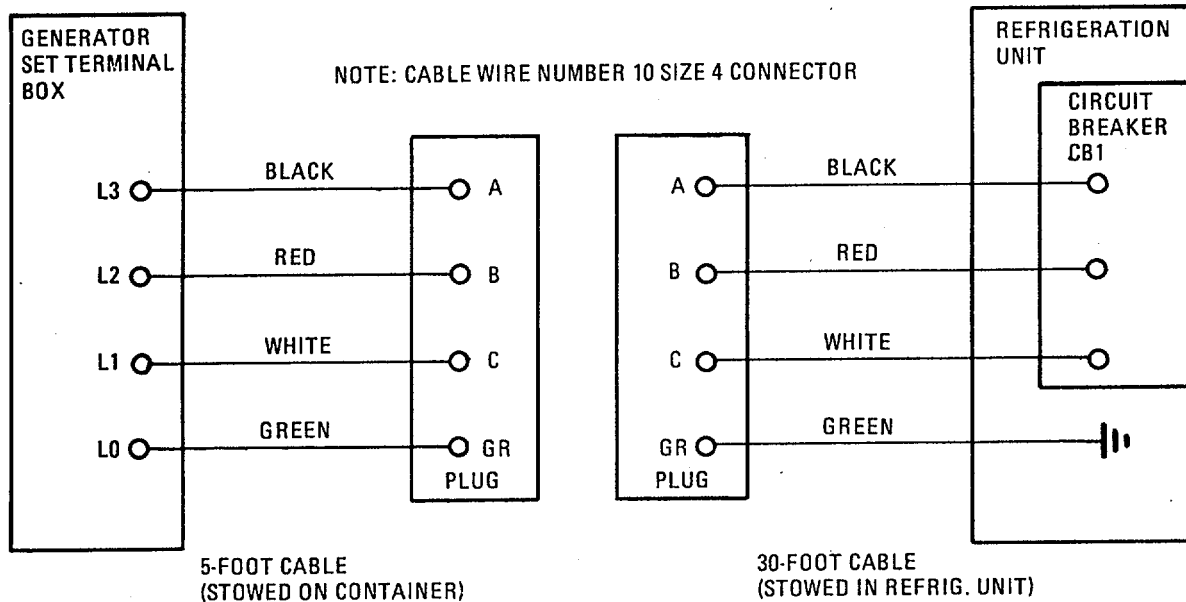 GENERATOR
SET TERMINAL
BOX
NOTE: CABLE WIRE NUMBER 10 SIZE 4 CONNECTOR
L3
BLACK
A
L2
RED
B
L1
WHITE
C
L0
GREEN
GR
PLUG
5-FOOT CABLE
(STOWED ON CONTAINER)
REFRIGERATION
UNIT
CIRCUIT
BREAKER
CB1
A
BLACK
B
RED
C
WHITE
GR
GREEN
PLUG
30-FOOT CABLE
(STOWED IN REFRIG. UNIT)